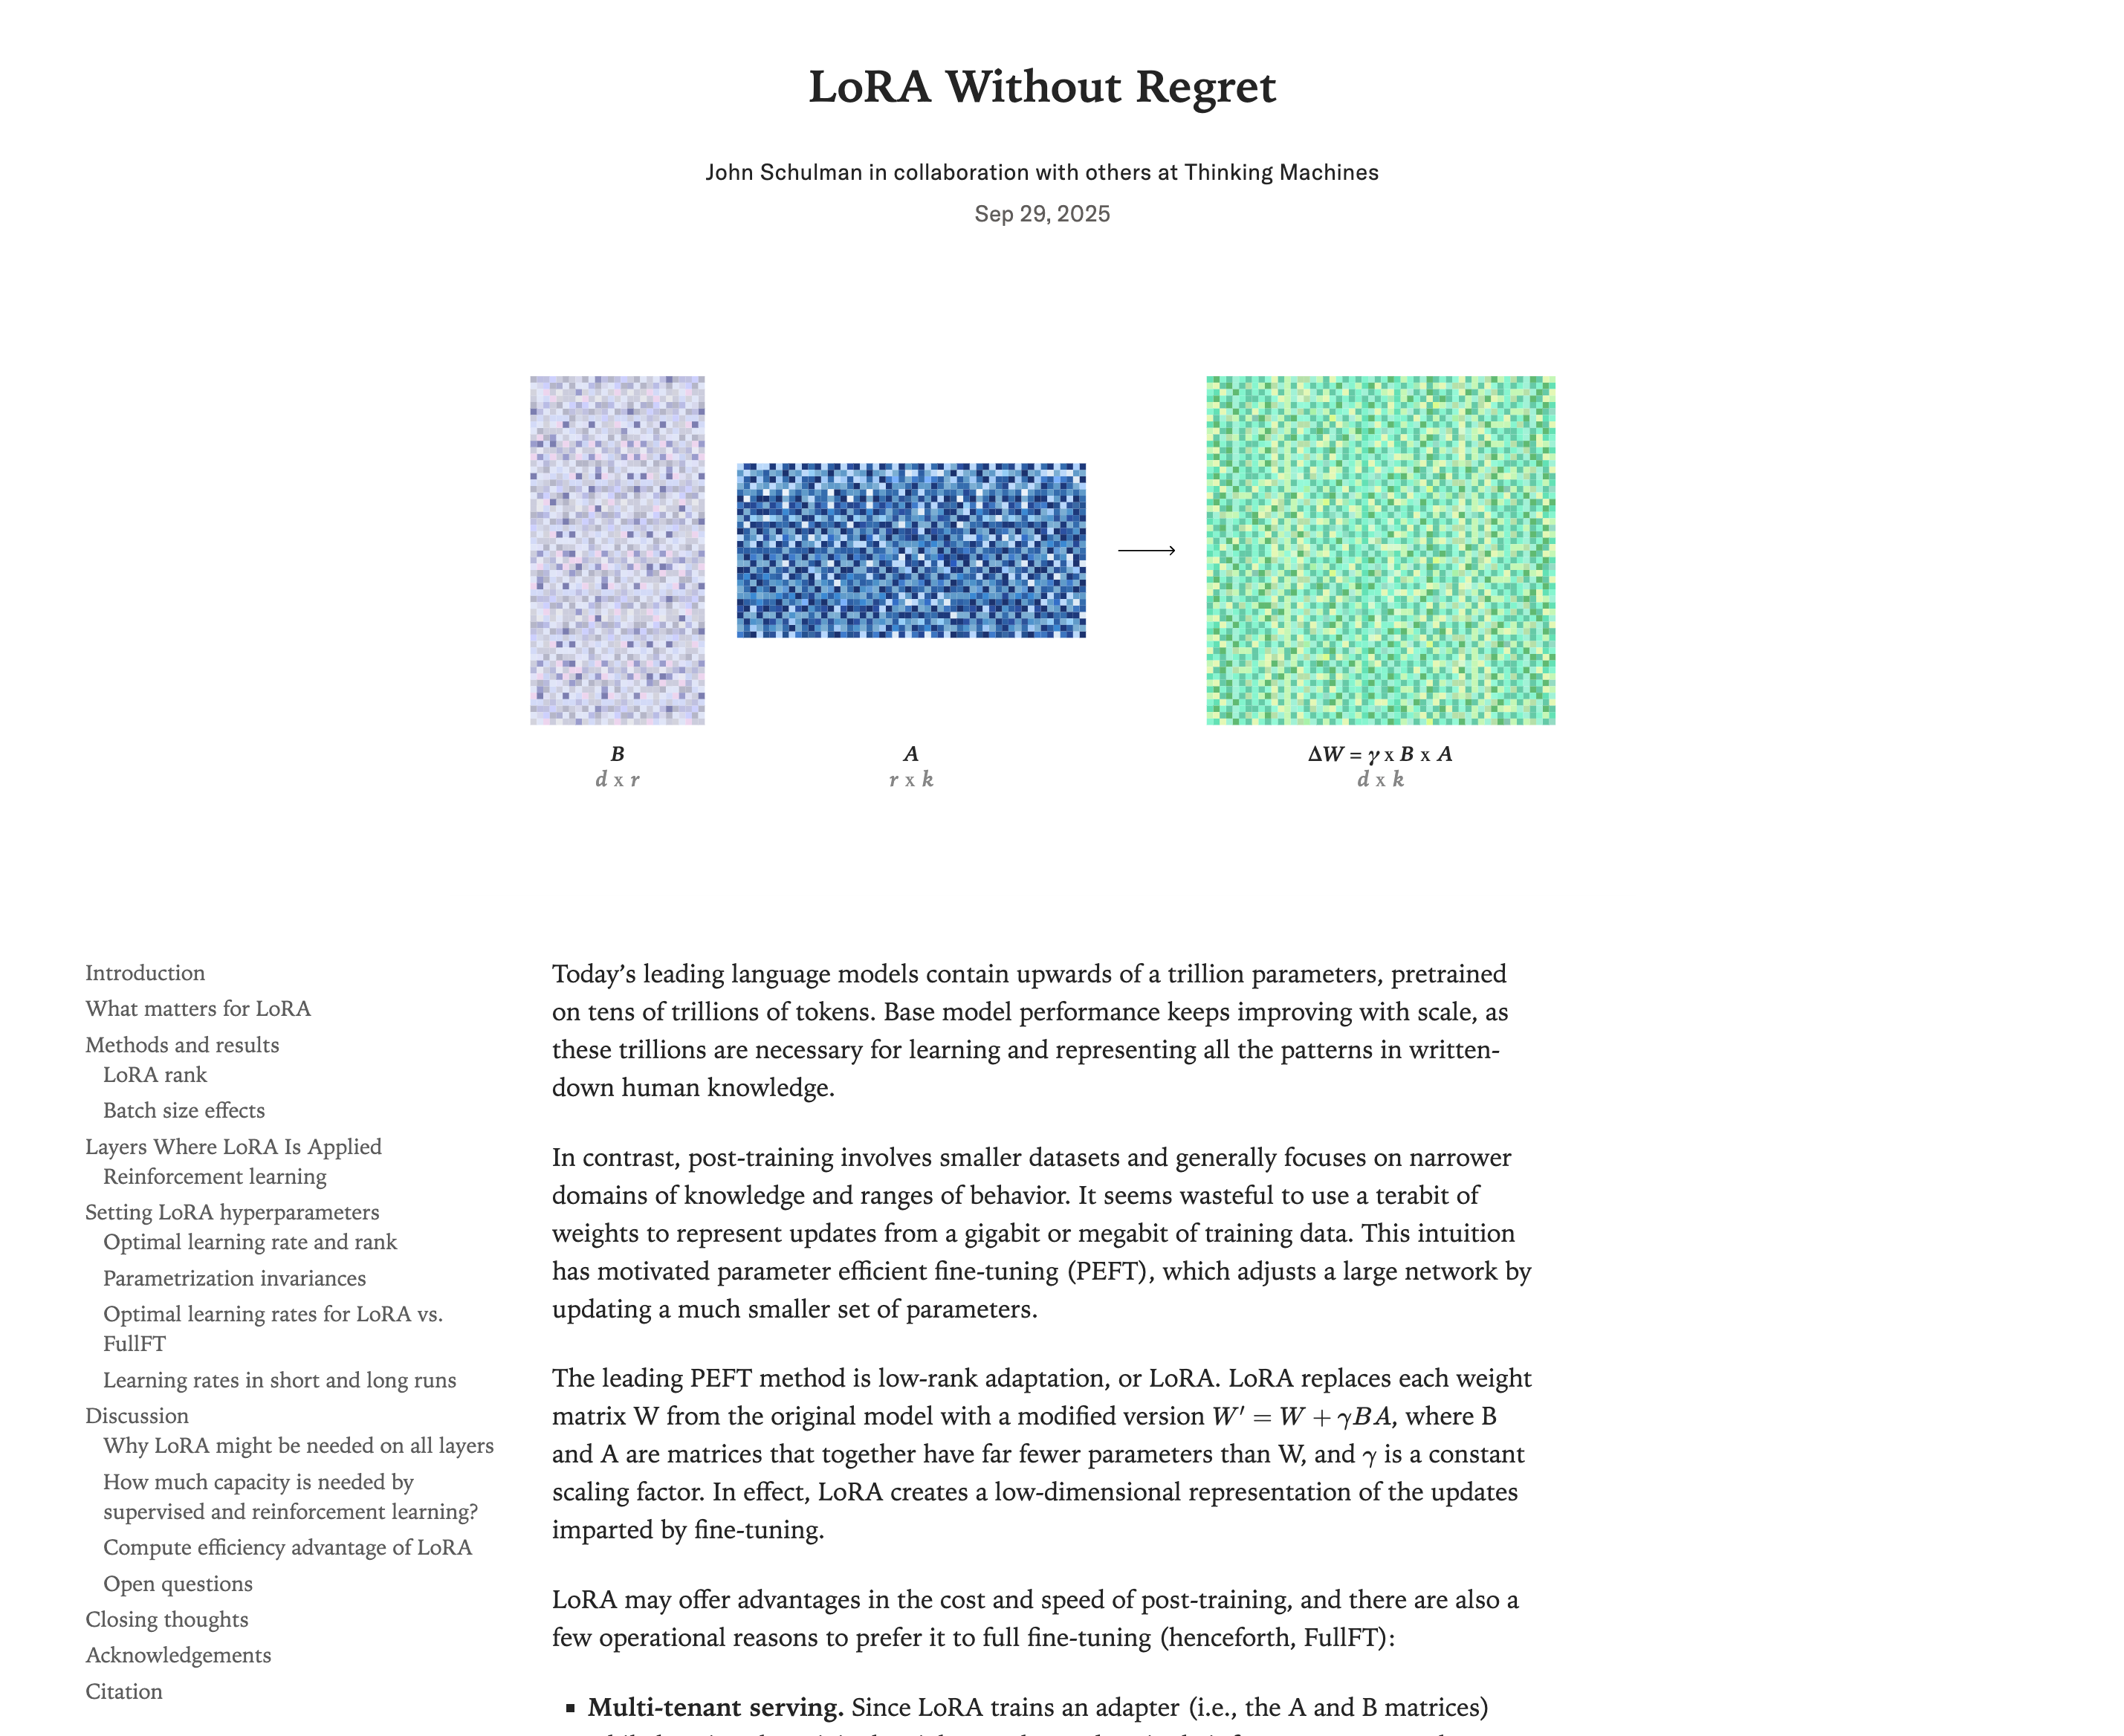 LoRA Without Regret
John Schulman in collaboration with others at Thinking Machines
Sep 29, 2025
B
d x r
A
r x k
ΔW = γ x B x A
d x k
Introduction
What matters for LoRA
Methods and results
LoRA rank
Batch size effects
Layers Where LoRA Is Applied
Reinforcement learning
Setting LoRA hyperparameters
Optimal learning rate and rank
Parametrization invariances
Optimal learning rates for LoRA vs.
FullFT
Learning rates in short and long runs
Discussion
Why LoRA might be needed on all layers
How much capacity is needed by
supervised and reinforcement learning?
Compute efficiency advantage of LoRA
Open questions
Closing thoughts
Acknowledgements
Citation
Today’s leading language models contain upwards of a trillion parameters, pretrained
on tens of trillions of tokens. Base model performance keeps improving with scale, as
these trillions are necessary for learning and representing all the patterns in written-
down human knowledge.
In contrast, post-training involves smaller datasets and generally focuses on narrower
domains of knowledge and ranges of behavior. It seems wasteful to use a terabit of
weights to represent updates from a gigabit or megabit of training data. This intuition
has motivated parameter efficient fine-tuning (PEFT), which adjusts a large network by
updating a much smaller set of parameters.
The leading PEFT method is low-rank adaptation, or LoRA. LoRA replaces each weight
matrix W from the original model with a modified version W′ = W + γBA, where B
and A are matrices that together have far fewer parameters than W, and γ is a constant
scaling factor. In effect, LoRA creates a low-dimensional representation of the updates
imparted by fine-tuning.
LoRA may offer advantages in the cost and speed of post-training, and there are also a
few operational reasons to prefer it to full fine-tuning (henceforth, FullFT):
▪ Multi-tenant serving. Since LoRA trains an adapter (i.e., the A and B matrices)